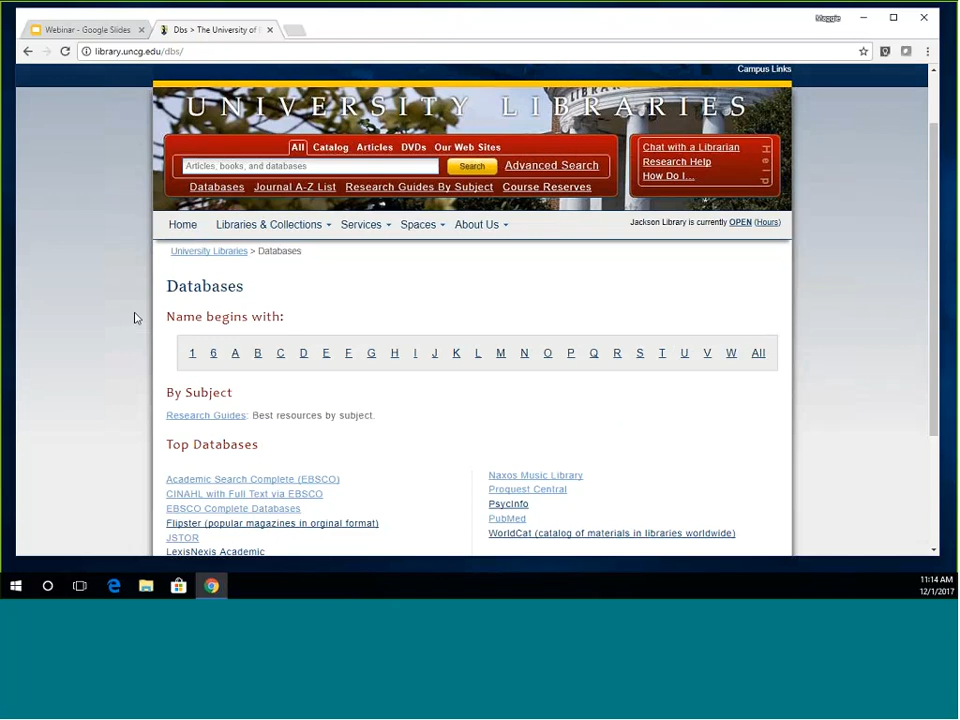 Webinar - Google Slides
Dbs > The University of
Maggie
library.uncg.edu/dbs/
Campus Links
UNIVERSITY LIBRARIES
All Catalog Articles DVDs Our Web Sites
Articles, books, and databases Search Advanced Search
Databases Journal A-Z List Research Guides By Subject Course Reserves
Chat with a Librarian
Research Help
How Do I...
Help
Home Libraries & Collections Services Spaces About Us
Jackson Library is currently OPEN (Hours)
University Libraries > Databases
Databases
Name begins with:
1 6 A B C D E F G H I J K L M N O P Q R S T U V W All
By Subject
Research Guides: Best resources by subject.
Top Databases
Academic Search Complete (EBSCO)
CINAHL with Full Text via EBSCO
EBSCO Complete Databases
Flipster (popular magazines in orginal format)
JSTOR
LexisNexis Academic
Naxos Music Library
Proquest Central
PsycInfo
PubMed
WorldCat (catalog of materials in libraries worldwide)
11:14 AM
12/1/2017